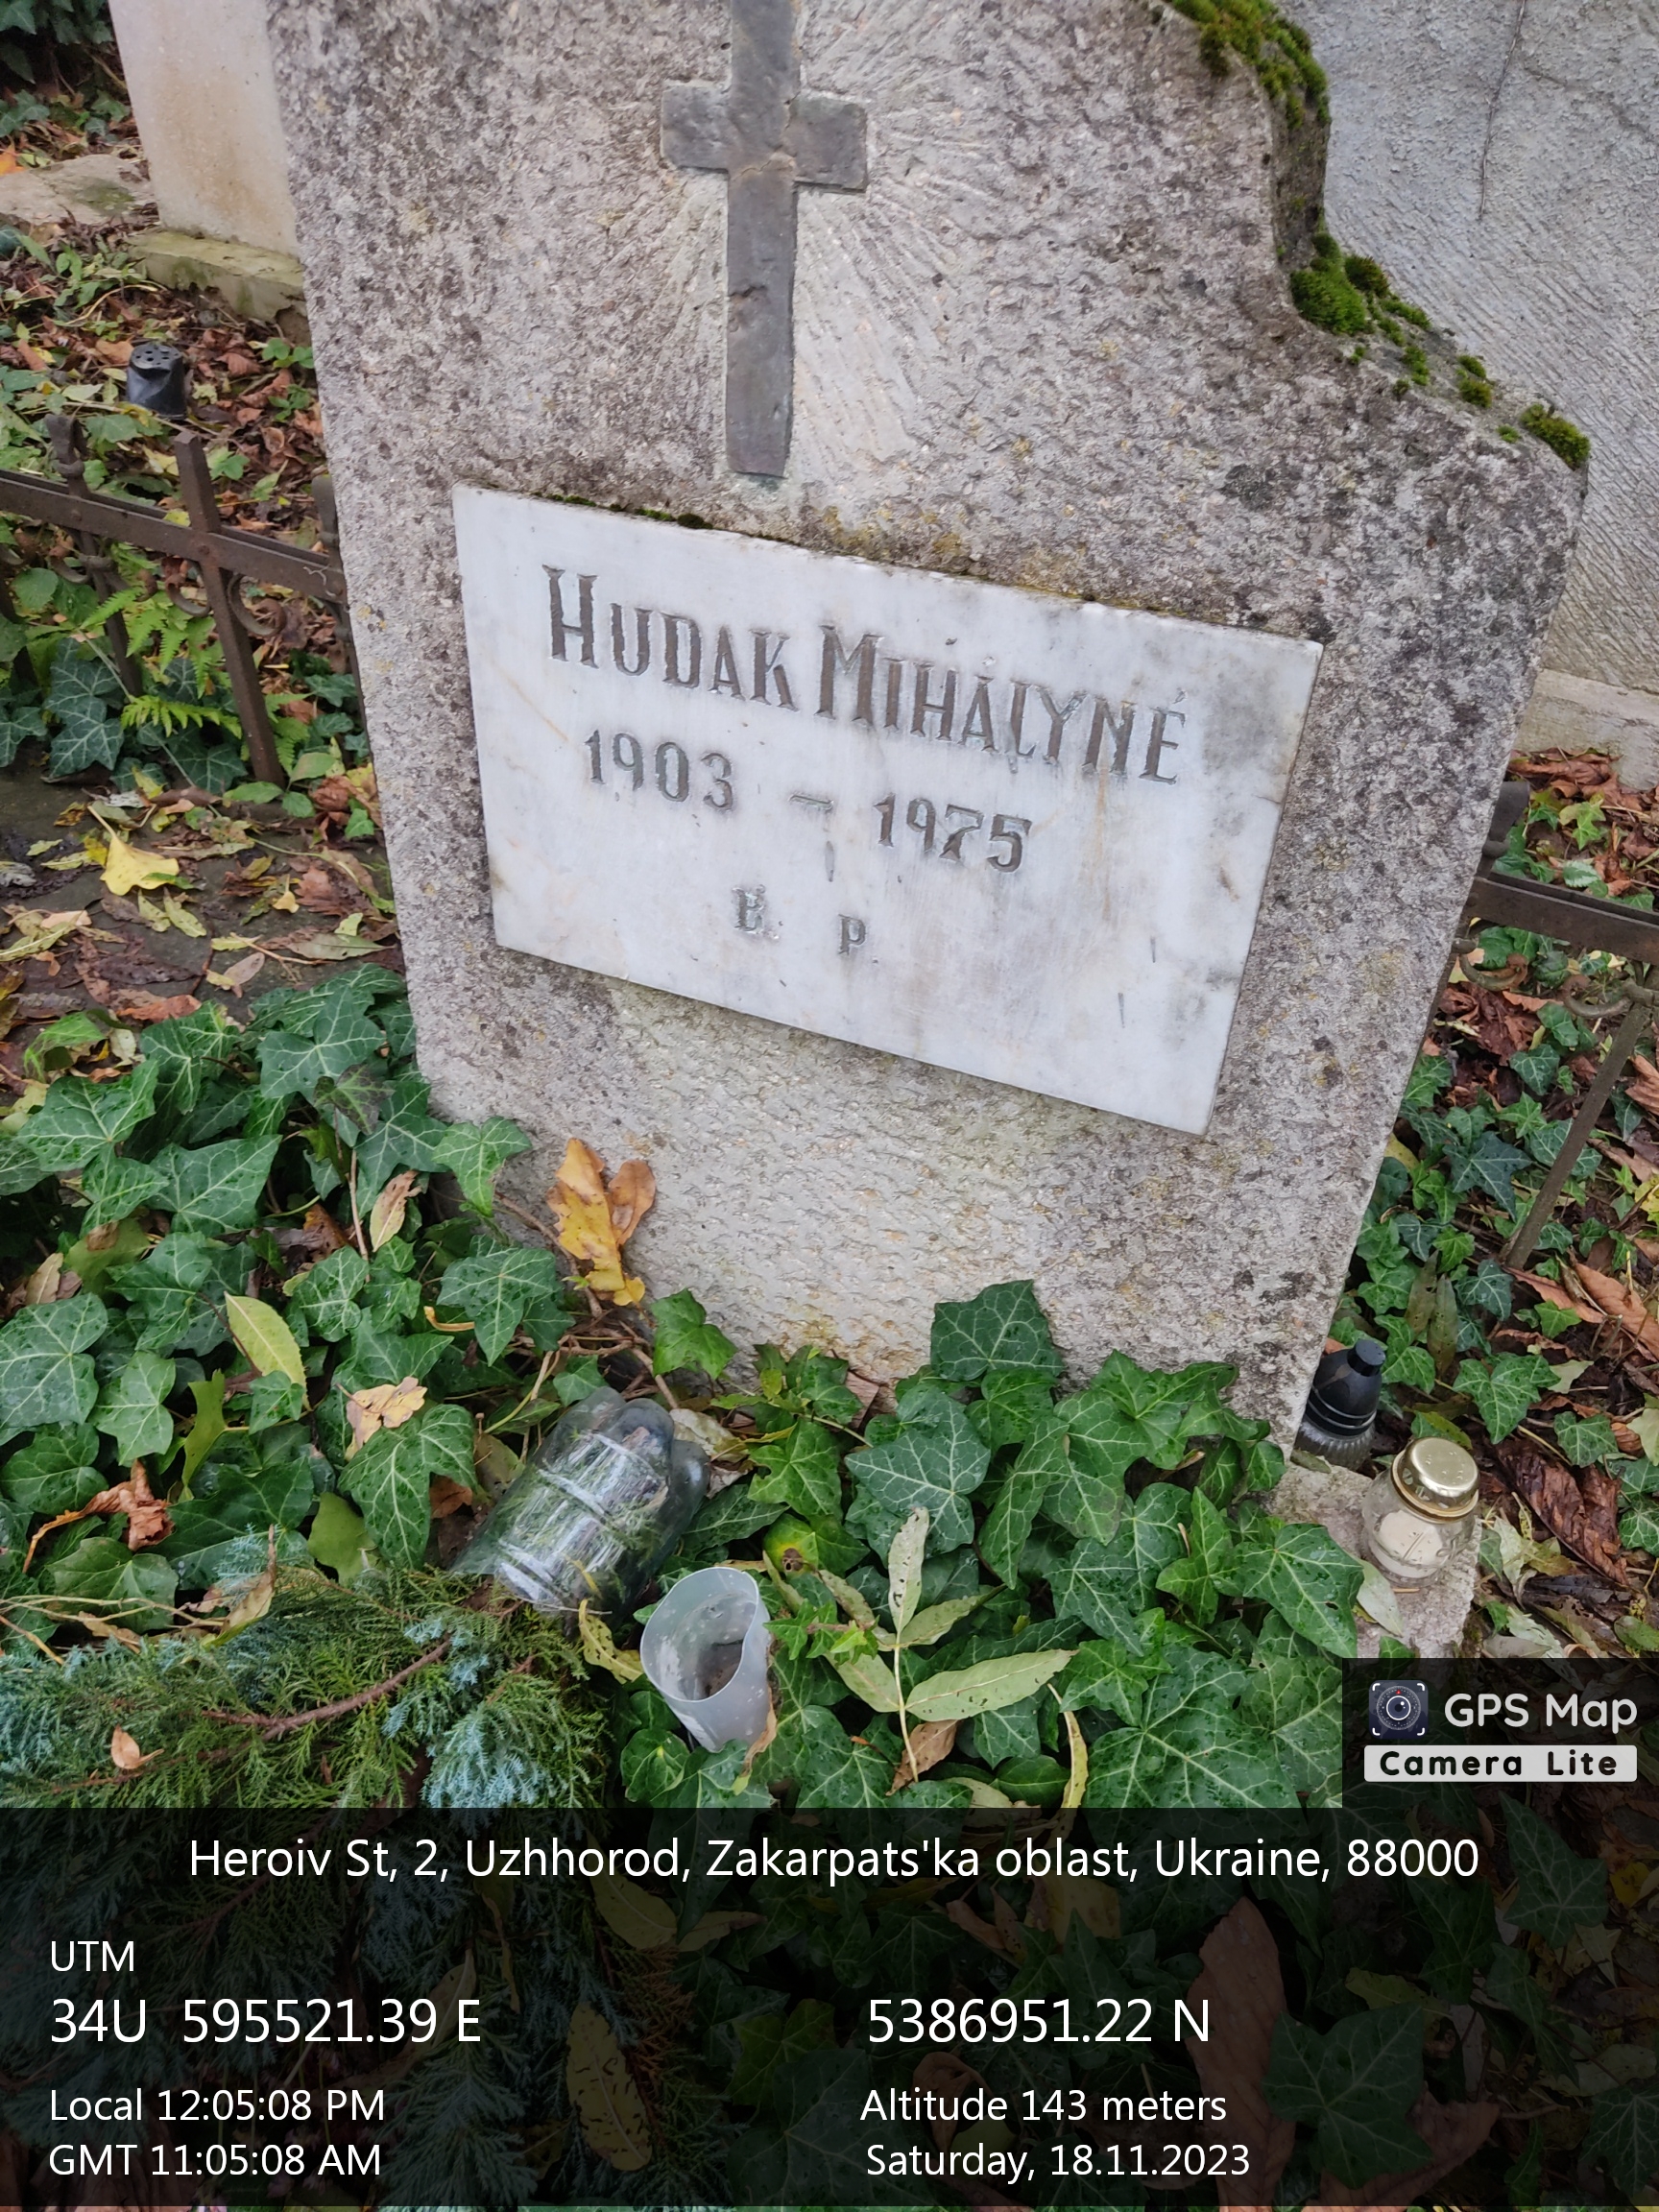 HUDAK MIHÁLYNÉ
1903 – 1975
B. P.
GPS Map
Camera Lite
Heroiv St, 2, Uzhhorod, Zakarpats'ka oblast, Ukraine, 88000
UTM
34U 595521.39 E 5386951.22 N
Local 12:05:08 PM Altitude 143 meters
GMT 11:05:08 AM Saturday, 18.11.2023